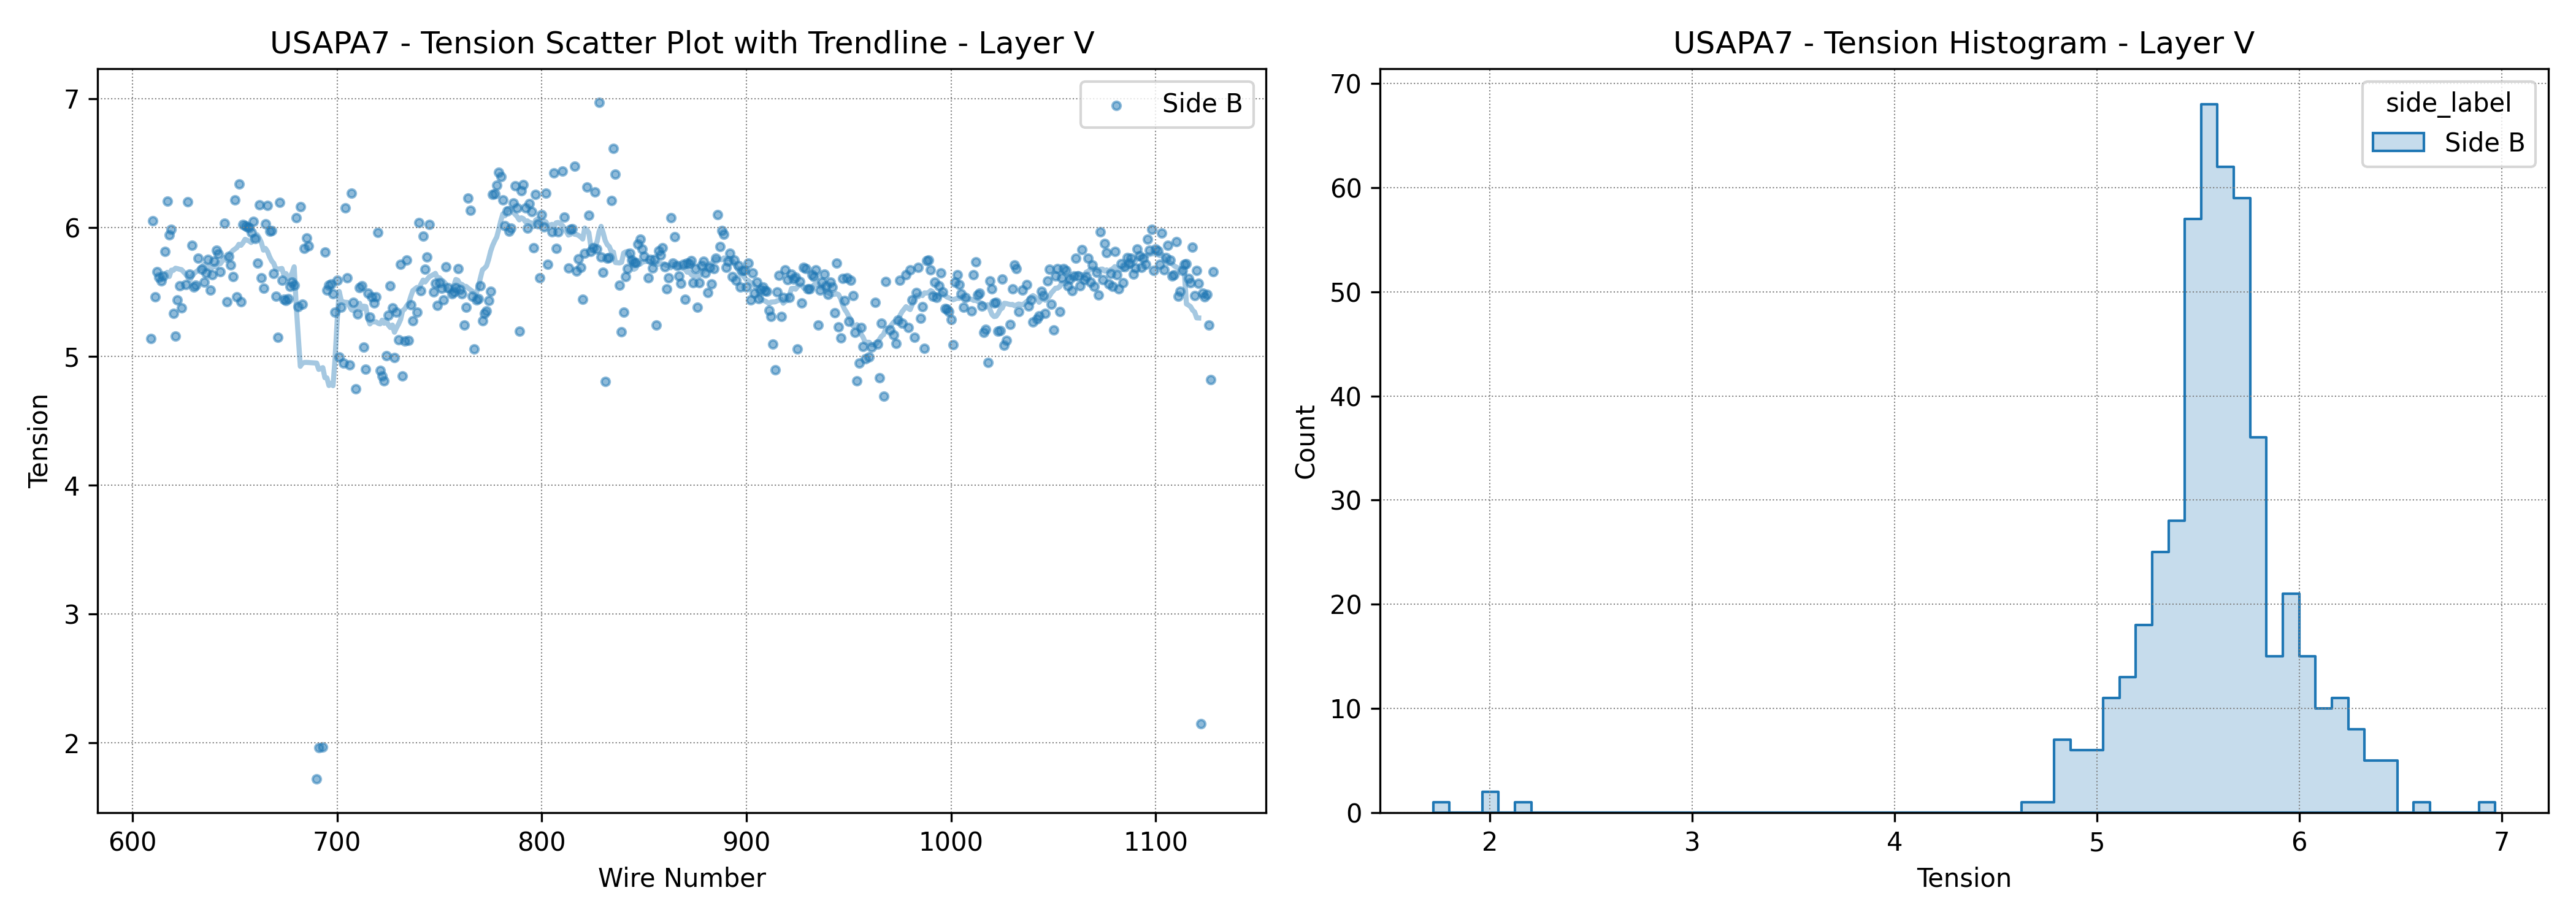 USAPA7 - Tension Scatter Plot with Trendline - Layer V
Side B
7
6
5
4
3
2
Tension
600 700 800 900 1000 1100
Wire Number
USAPA7 - Tension Histogram - Layer V
side_label
Side B
70
60
50
40
30
20
10
0
Count
2 3 4 5 6 7
Tension